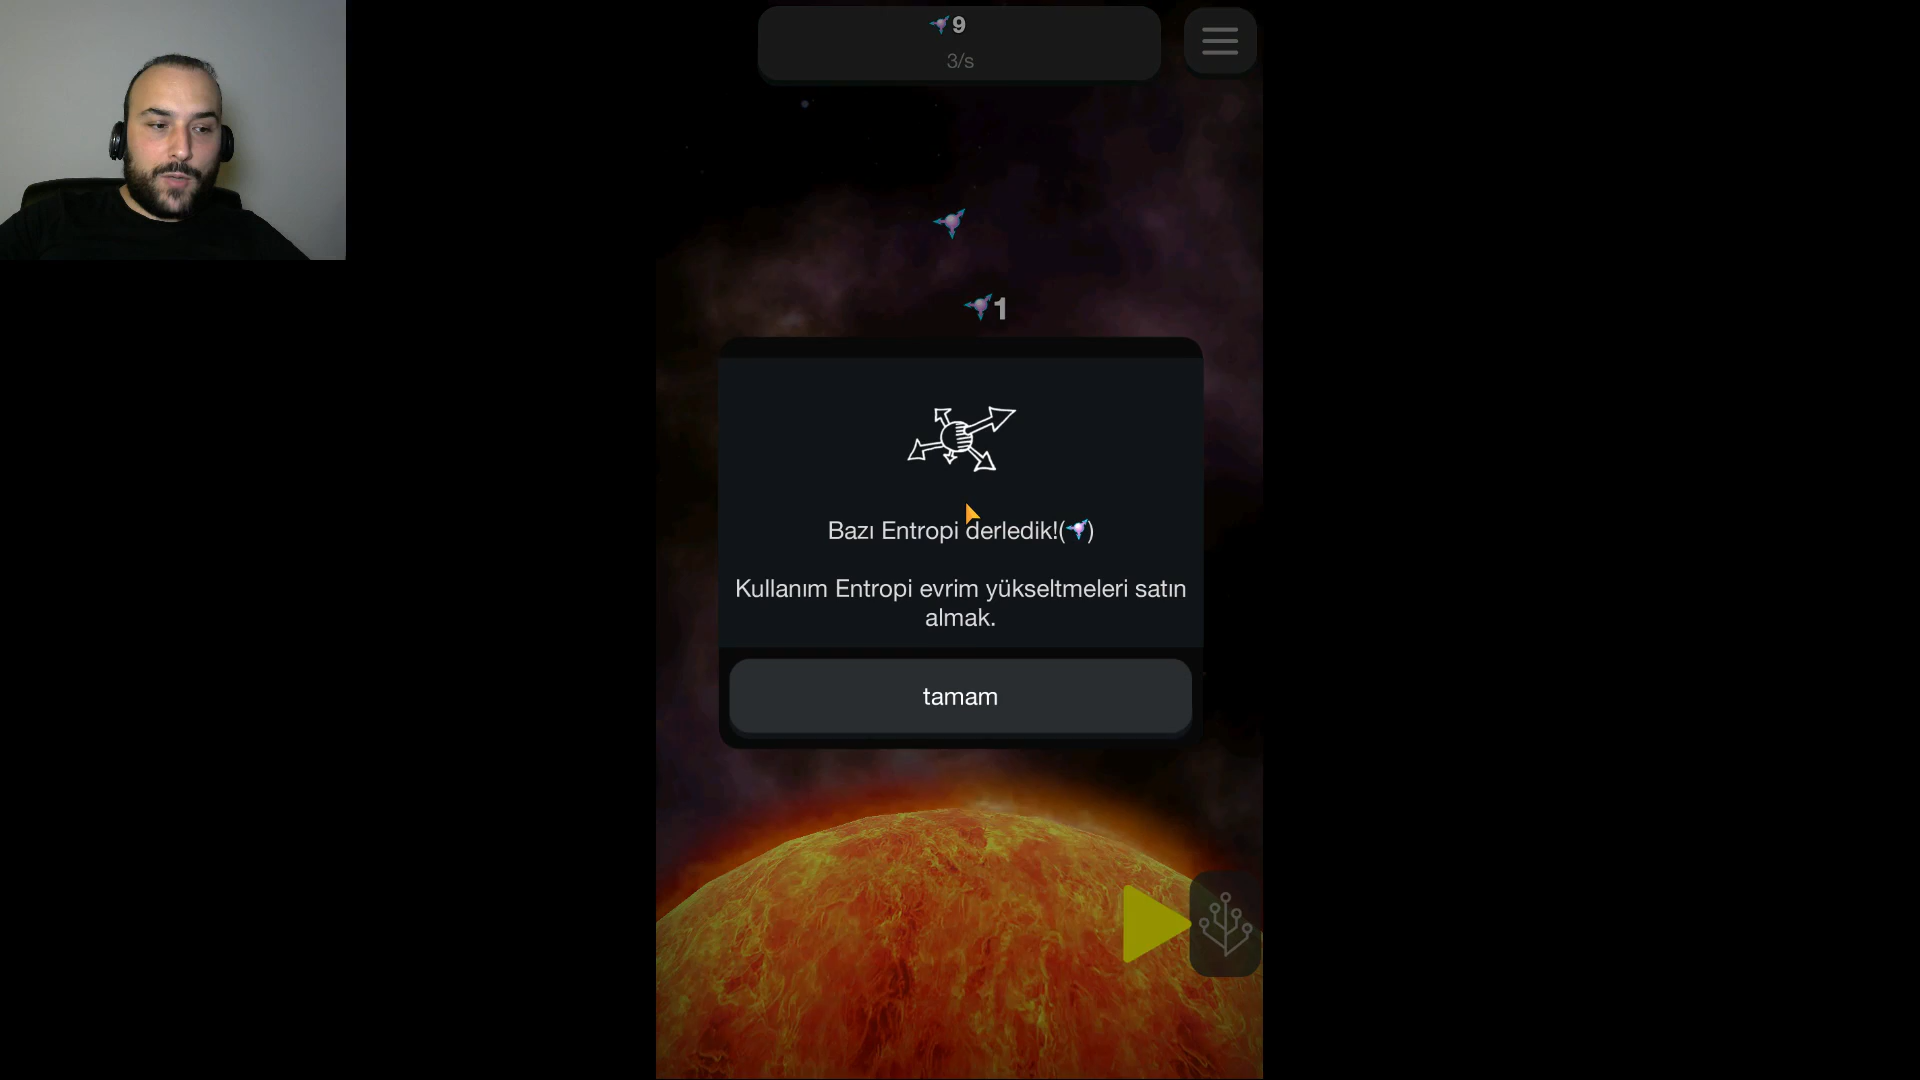 9
3/s
1
Bazı Entropi derledik!()
Kullanım Entropi evrim yükseltmeleri satın
almak.
tamam